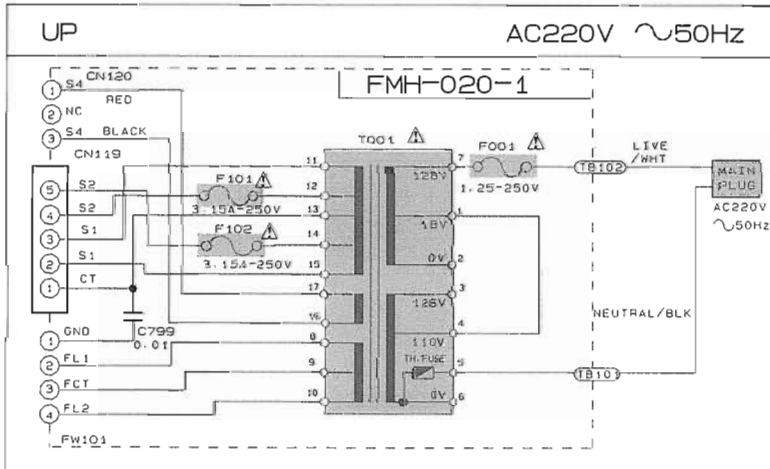 UP
AC220V ~50Hz
FMH-020-1
CN120
1 S4
RED
2 NC
3 S4 BLACK
CN119
5 S2
4 S2
3 S1
2 S1
1 CT
1 GND
2 FL1
3 FCT
4 FL2
FW101
C799
0.01
F101
3.15A-250V
F102
3.15A-250V
11
12
13
14
15
17
16
8
9
10
T001
7
128V
1
18V
0V 2
3
4
110V
TH.FUSE 5
0V
6
F001
1.25-250V
LIVE
/WHT
TB102
MAIN
PLUG
AC220V
~50Hz
NEUTRAL/BLK
TB101